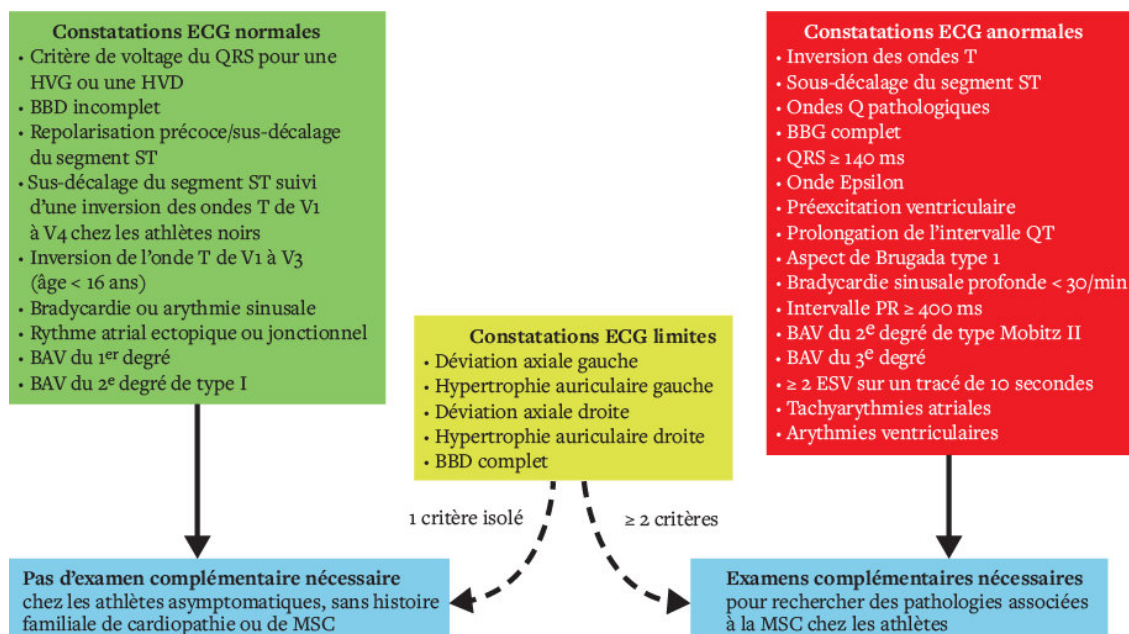 Constatations ECG normales
• Critère de voltage du QRS pour une
HVG ou une HVD
• BBD incomplet
• Repolarisation précoce/sus-décalage
du segment ST
• Sus-décalage du segment ST suivi
d'une inversion des ondes T de V1
à V4 chez les athlètes noirs
• Inversion de l'onde T de V1 à V3
(âge < 16 ans)
• Bradycardie ou arythmie sinusale
• Rythme atrial ectopique ou jonctionnel
• BAV du 1er degré
• BAV du 2e degré de type I
Constatations ECG limites
• Déviation axiale gauche
• Hypertrophie auriculaire gauche
• Déviation axiale droite
• Hypertrophie auriculaire droite
• BBD complet
Constatations ECG anormales
• Inversion des ondes T
• Sous-décalage du segment ST
• Ondes Q pathologiques
• BBG complet
• QRS ≥ 140 ms
• Onde Epsilon
• Préexcitation ventriculaire
• Prolongation de l'intervalle QT
• Aspect de Brugada type 1
• Bradycardie sinusale profonde < 30/min
• Intervalle PR ≥ 400 ms
• BAV du 2e degré de type Mobitz II
• BAV du 3e degré
• ≥ 2 ESV sur un tracé de 10 secondes
• Tachyarythmies atriales
• Arythmies ventriculaires
1 critère isolé
≥ 2 critères
Pas d'examen complémentaire nécessaire
chez les athlètes asymptomatiques, sans histoire
familiale de cardiopathie ou de MSC
Examens complémentaires nécessaires
pour rechercher des pathologies associées
à la MSC chez les athlètes